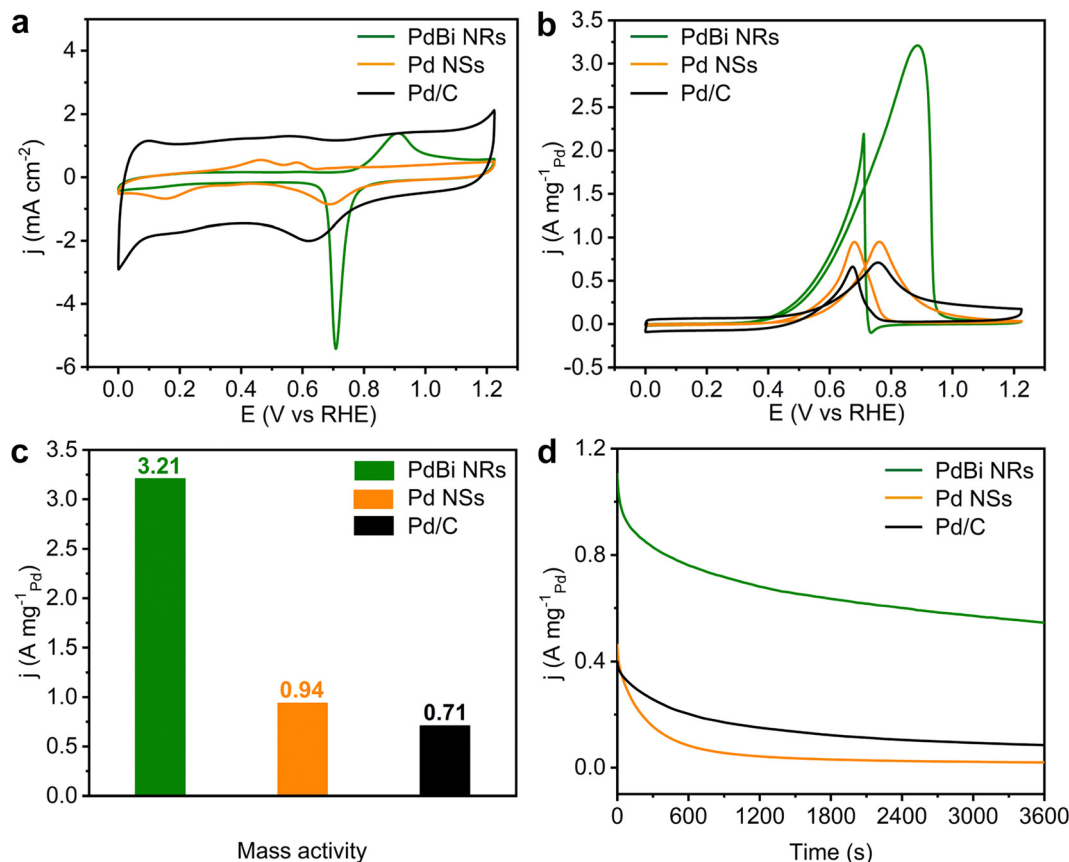 a
PdBi NRs
Pd NSs
Pd/C
j (mA cm⁻²)
4
2
0
-2
-4
-6
0.0 0.2 0.4 0.6 0.8 1.0 1.2
E (V vs RHE)
b
PdBi NRs
Pd NSs
Pd/C
j (A mg⁻¹Pd)
3.5
3.0
2.5
2.0
1.5
1.0
0.5
0.0
-0.5
0.0 0.2 0.4 0.6 0.8 1.0 1.2
E (V vs RHE)
c
3.21
0.94
0.71
PdBi NRs
Pd NSs
Pd/C
j (A mg⁻¹Pd)
3.5
3.0
2.5
3.0
1.5
1.0
0.5
0.0
Mass activity
d
PdBi NRs
Pd NSs
Pd/C
j (A mg⁻¹Pd)
1.2
0.8
0.4
0.0
0 600 1200 1800 2400 3000 3600
Time (s)